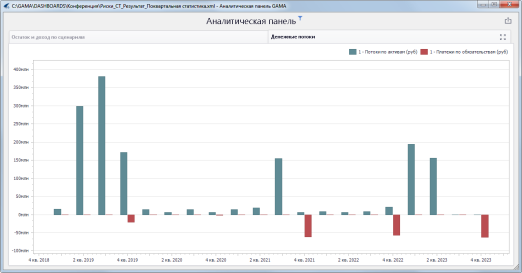 C:\GAMA\DASHBOARDS\Конференция\Риски_СТ_Результат_Поквартальная статистика.xml - Аналитическая панель GAMA
Аналитическая панель
Остаток и доход по сценариям
Денежные потоки
1 - Потоки по активам (руб)
1 - Платежи по обязательствам (руб)
400млн
350млн
300млн
250млн
200млн
150млн
100млн
50млн
0млн
-50млн
-100млн
4 кв. 2018
2 кв. 2019
4 кв. 2019
2 кв. 2020
4 кв. 2020
2 кв. 2021
4 кв. 2021
2 кв. 2022
4 кв. 2022
2 кв. 2023
4 кв. 2023